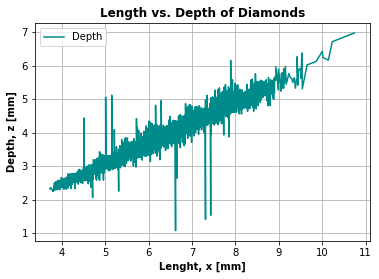 Length vs. Depth of Diamonds
Depth
7
6
5
4
3
2
1
Depth, z [mm]
4 5 6 7 8 9 10 11
Lenght, x [mm]